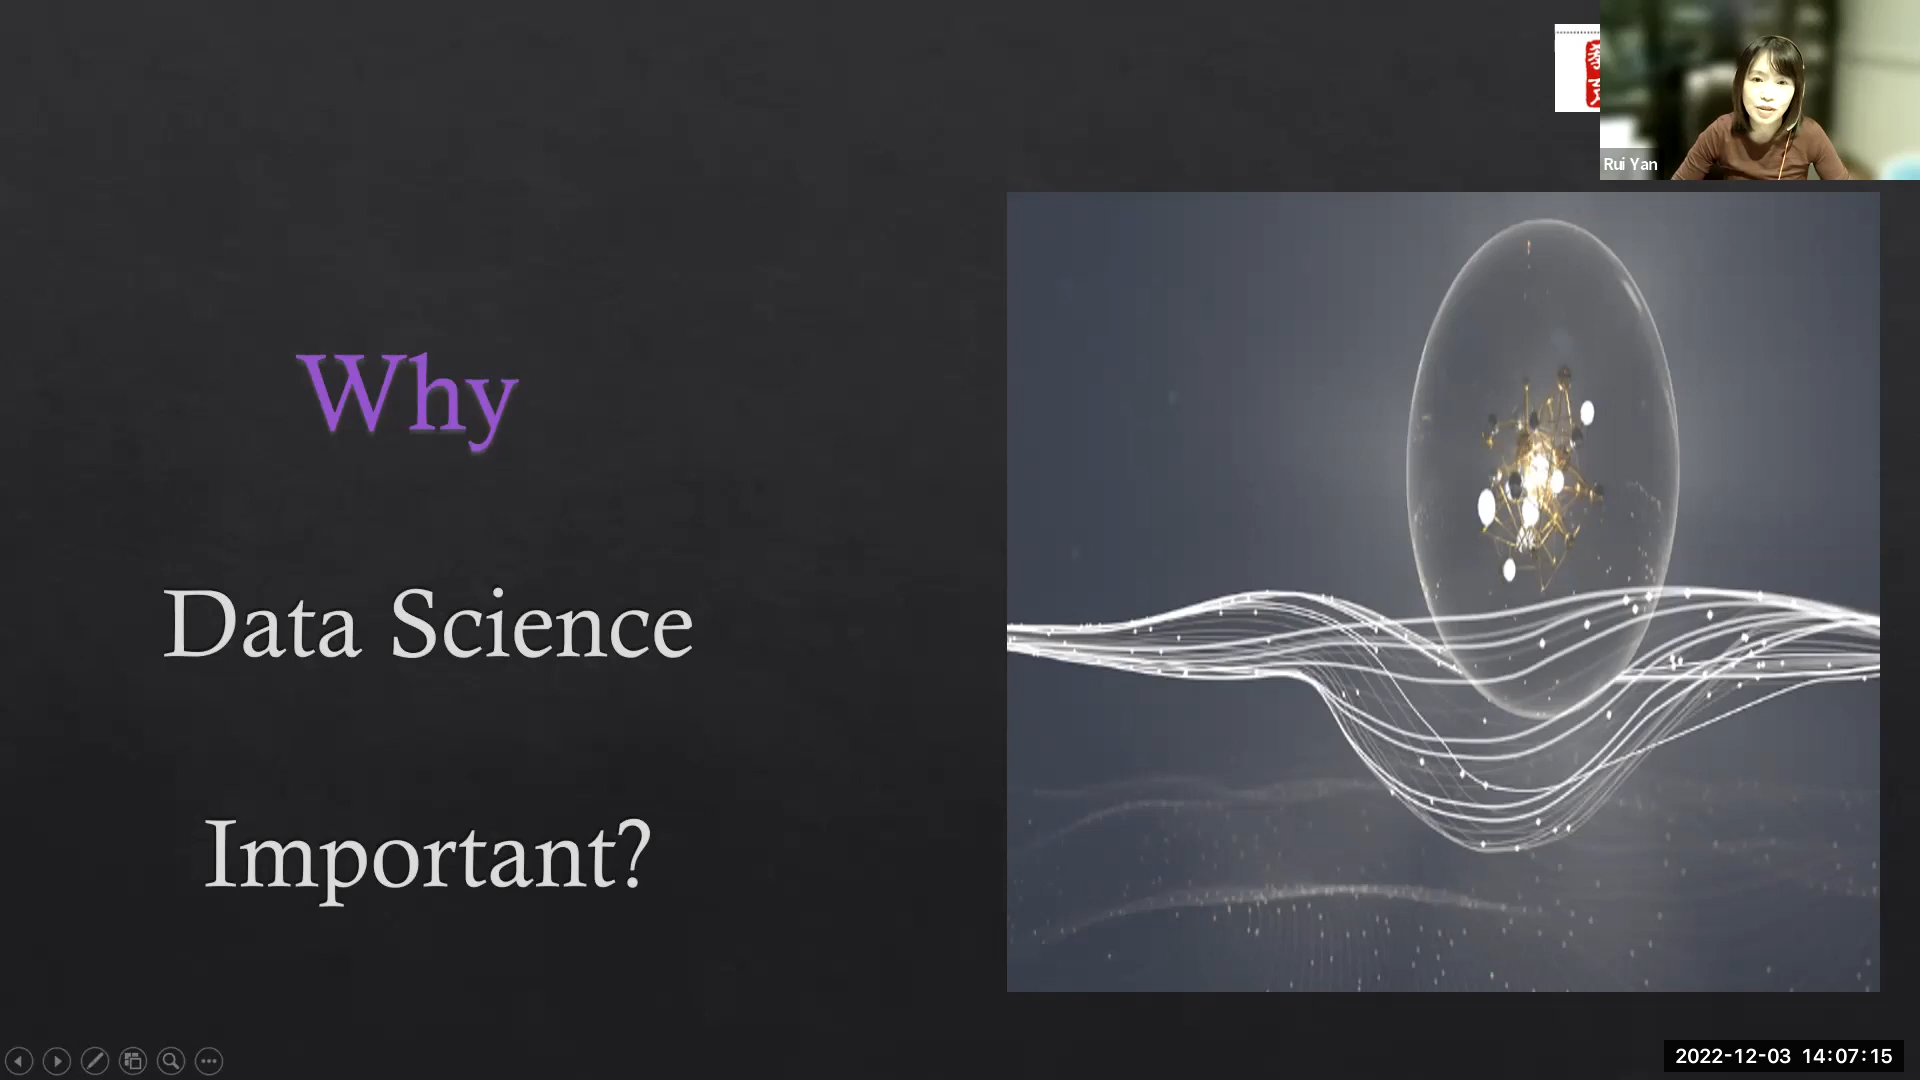 Rui Yan
Why
Data Science
Important?
2022-12-03 14:07:15